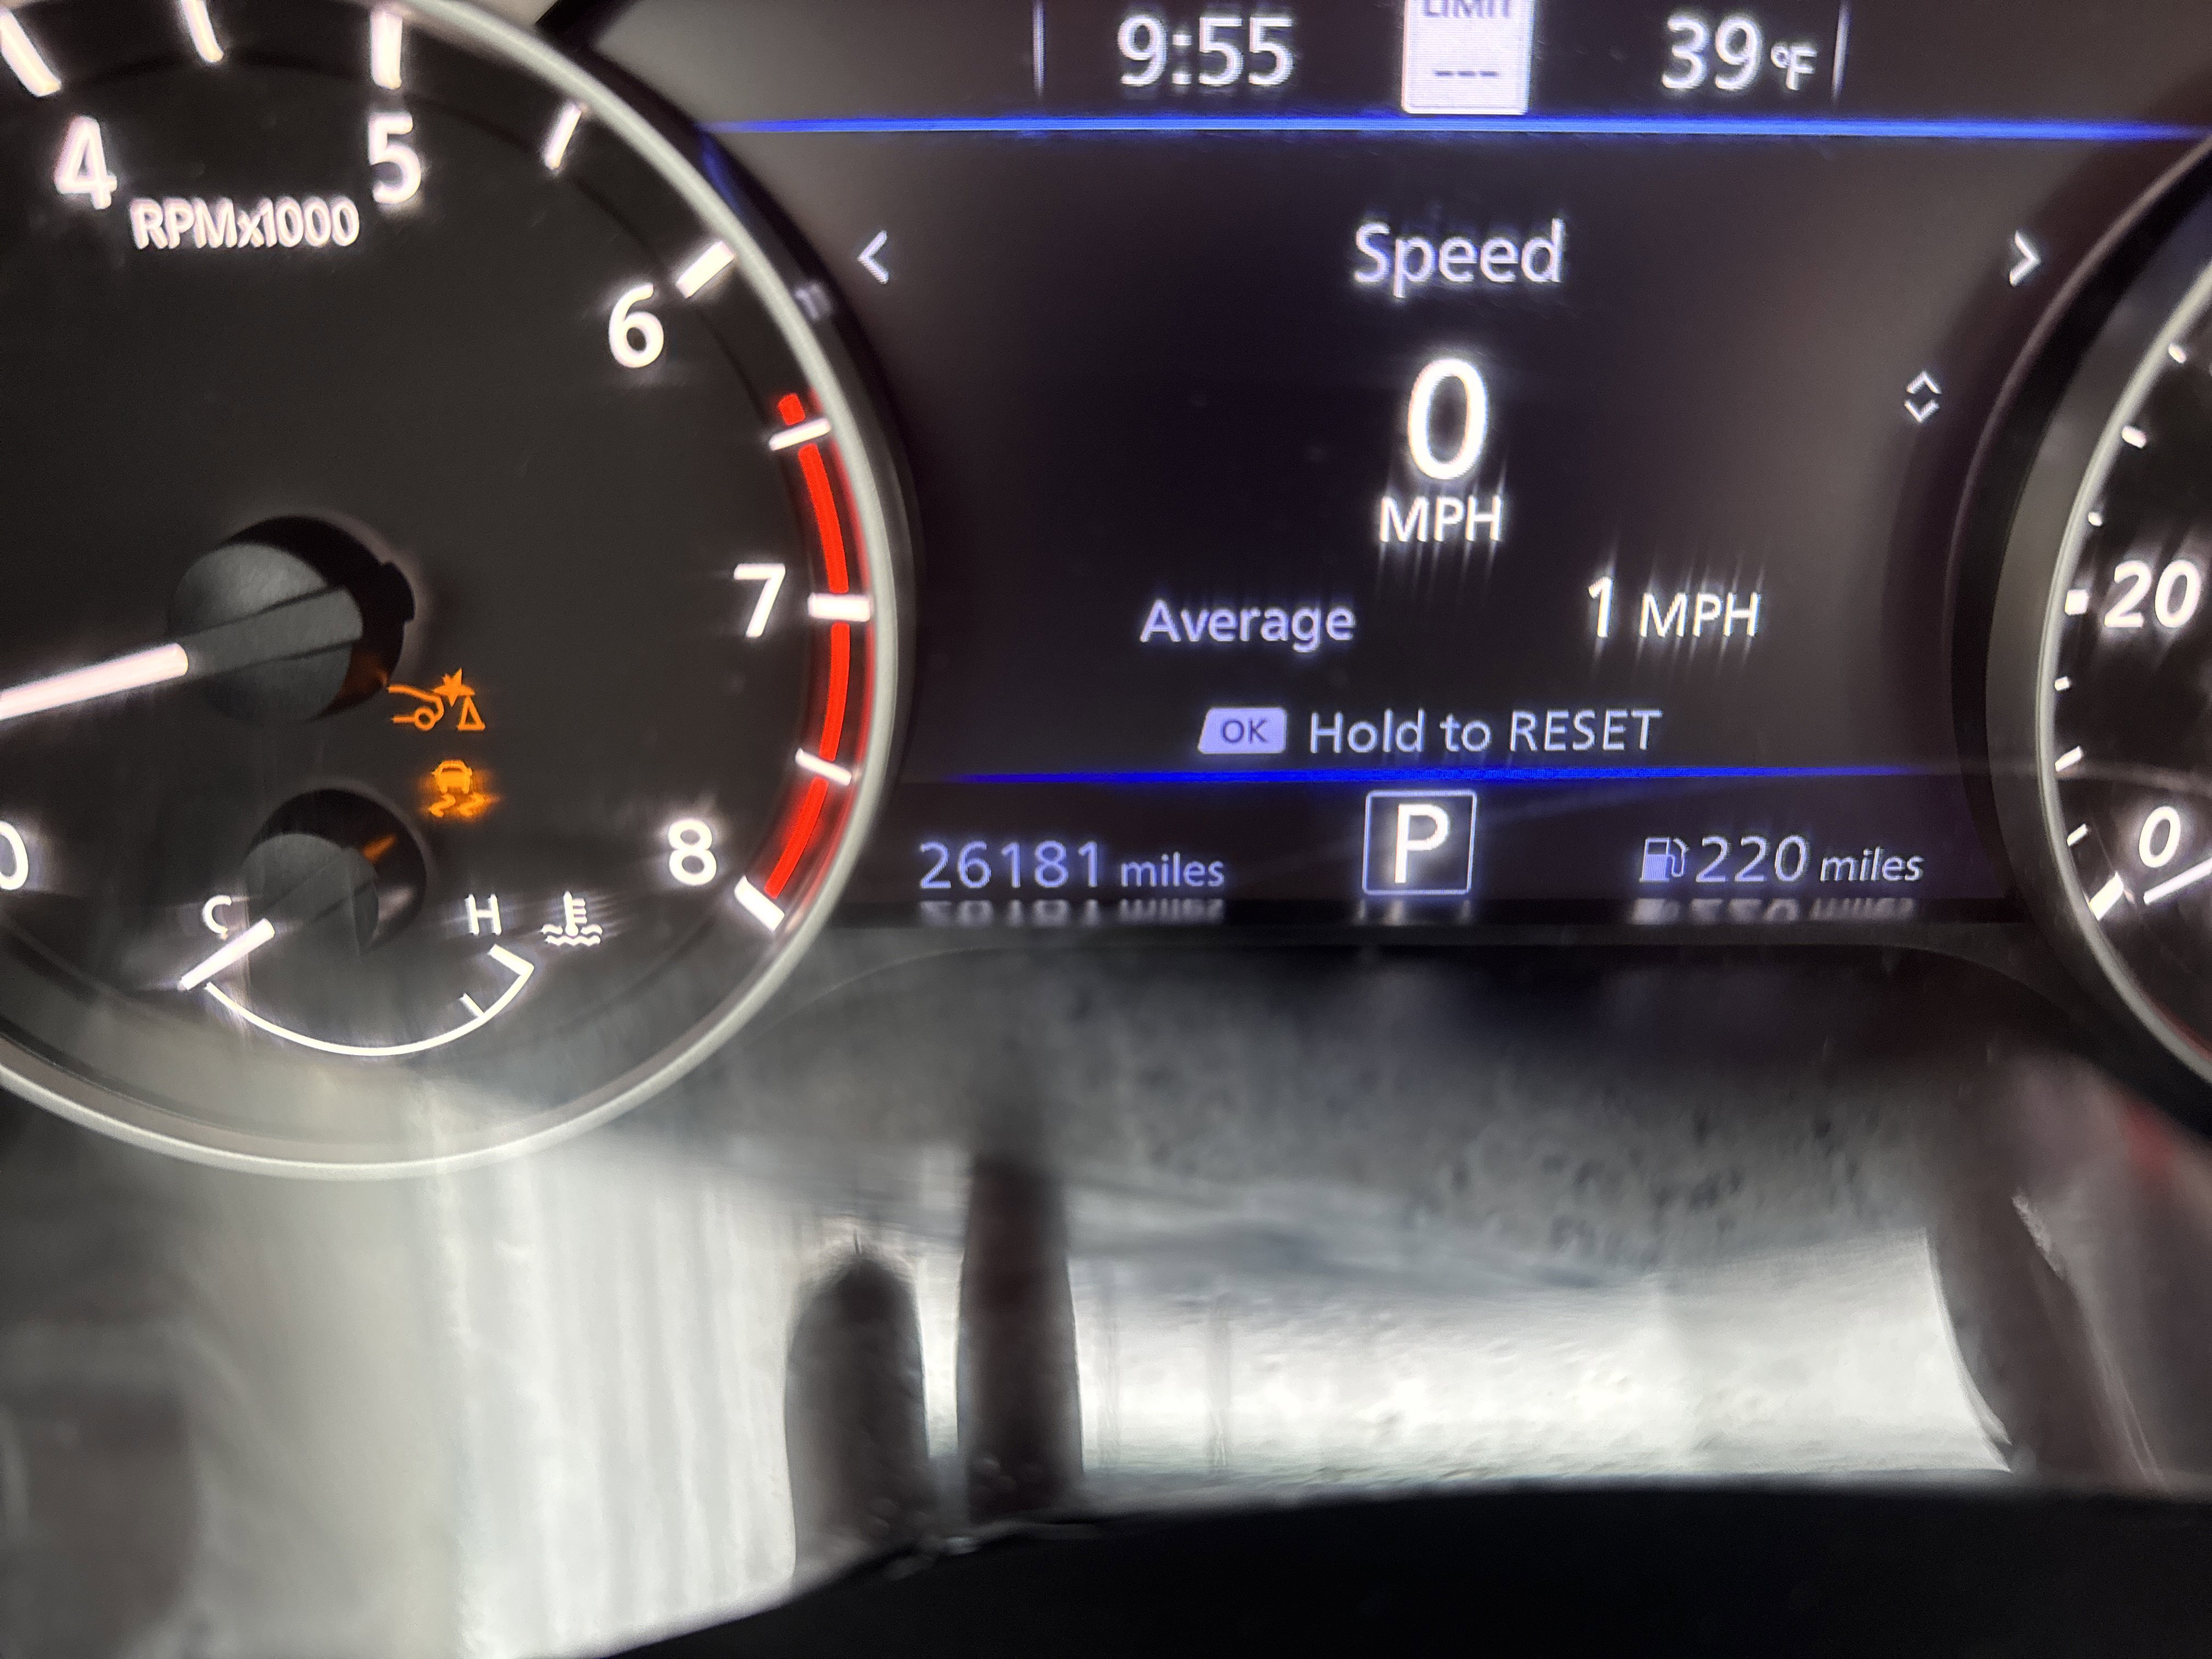 LIMIT
9:55 --- 39 °F
4 5
RPMx1000
6
7
8
0
C H
< Speed >
0
MPH
Average 1 MPH
OK Hold to RESET
26181 miles P 220 miles
20
0